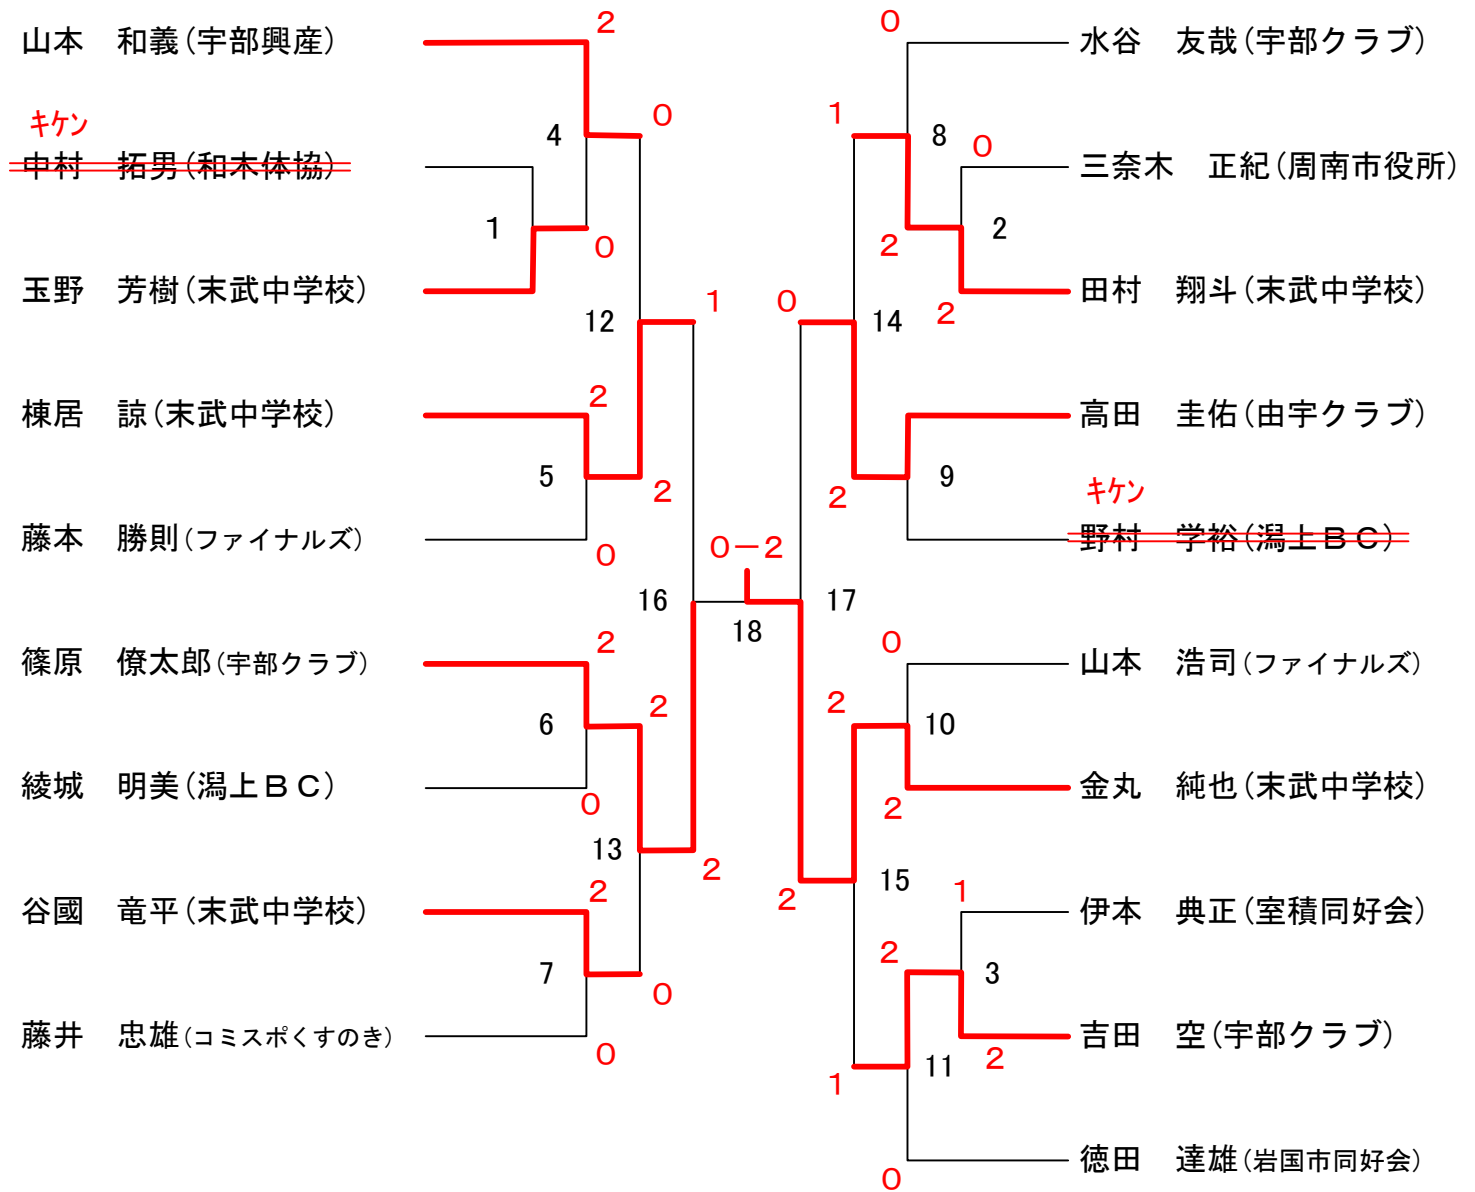 山本　和義(宇部興産)
キケン
中村　拓男(和木体協)
玉野　芳樹(末武中学校)
棟居　諒(末武中学校)
藤本　勝則(ファイナルズ)
篠原　僚太郎(宇部クラブ)
綾城　明美(潟上ＢＣ)
谷國　竜平(末武中学校)
藤井　忠雄(コミスポくすのき)
2
4
0
1
0
12
1
2
5
2
0
16
2
6
2
0
13
2
2
7
0
0
0－2
18
0
水谷　友哉(宇部クラブ)
1
8
0
三奈木　正紀(周南市役所)
2
2
田村　翔斗(末武中学校)
2
0
14
高田　圭佑(由宇クラブ)
2
9
キケン
野村　学裕(潟上ＢＣ)
17
0
山本　浩司(ファイナルズ)
2
10
金丸　純也(末武中学校)
2
2
15
1
伊本　典正(室積同好会)
2
3
吉田　空(宇部クラブ)
2
1
11
徳田　達雄(岩国市同好会)
0